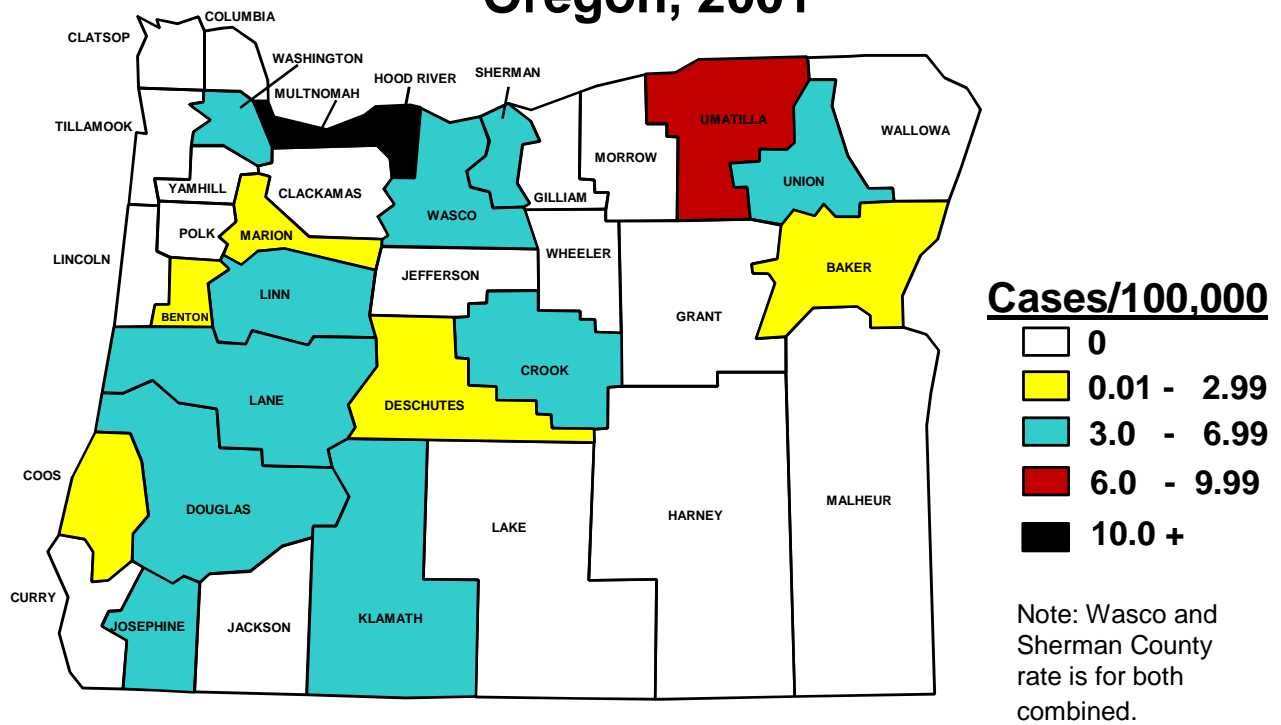 Oregon, 2001
COLUMBIA
CLATSOP
WASHINGTON
HOOD RIVER
SHERMAN
MULTNOMAH
TILLAMOOK
UMATILLA
WALLOWA
MORROW
YAMHILL
CLACKAMAS
UNION
GILLIAM
WASCO
POLK
MARION
LINCOLN
WHEELER
JEFFERSON
BAKER
LINN
BENTON
GRANT
CROOK
LANE
DESCHUTES
COOS
DOUGLAS
LAKE
HARNEY
MALHEUR
CURRY
JOSEPHINE
JACKSON
KLAMATH
Cases/100,000
0
0.01 - 2.99
3.0 - 6.99
6.0 - 9.99
10.0 +
Note: Wasco and
Sherman County
rate is for both
combined.